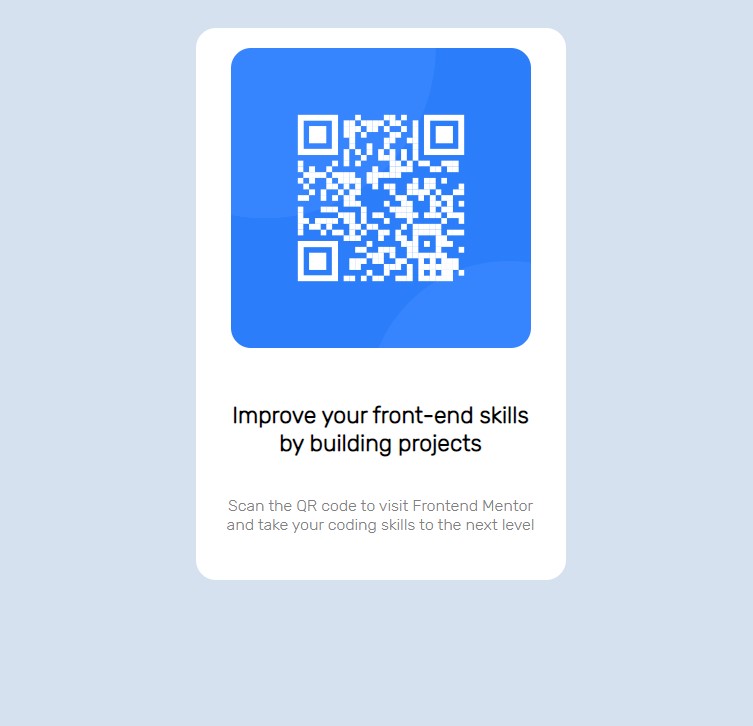 Improve your front-end skills
by building projects
Scan the QR code to visit Frontend Mentor
and take your coding skills to the next level